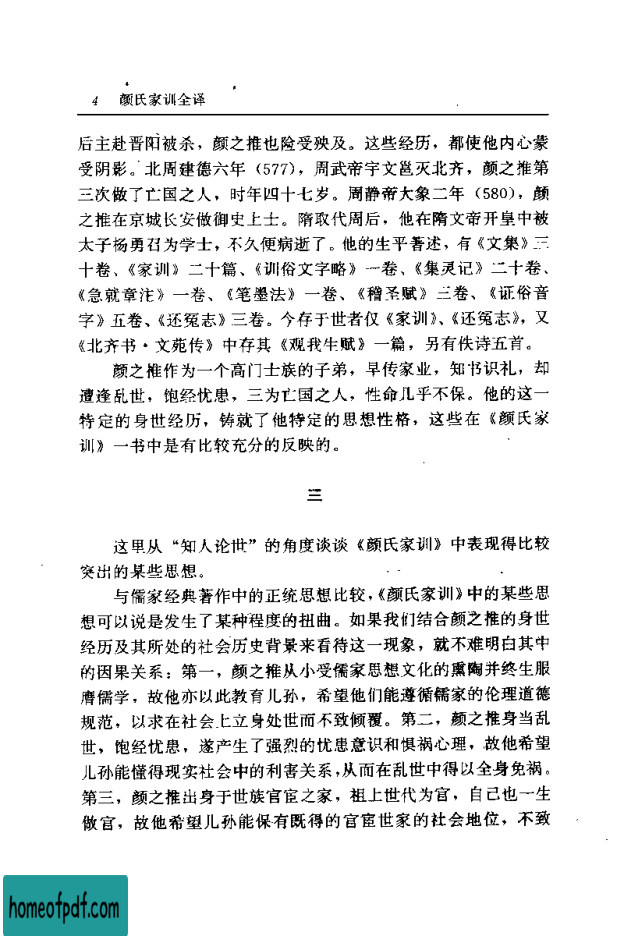 4 颜氏家训全译
后主赴晋阳被杀，颜之推也险受殃及。这些经历，都使他内心蒙
受阴影。北周建德六年（577），周武帝宇文邕灭北齐，颜之推第
三次做了亡国之人，时年四十七岁。周静帝大象二年（580），颜
之推在京城长安做御史上士。隋取代周后，他在隋文帝开皇中被
太子杨勇召为学士，不久便病逝了。他的生平著述，有《文集》三
十卷、《家训》二十篇、《训俗文字略》一卷、《集灵记》二十卷、
《急就章注》一卷、《笔墨法》一卷、《稽圣赋》三卷、《证俗音
字》五卷、《还冤志》三卷。今存于世者仅《家训》、《还冤志》，又
《北齐书·文苑传》中存其《观我生赋》一篇，另有佚诗五首。
颜之推作为一个高门士族的子弟，早传家业，知书识礼，却
遭逢乱世，饱经忧患，三为亡国之人，性命几乎不保。他的这一
特定的身世经历，铸就了他特定的思想性格，这些在《颜氏家
训》一书中是有比较充分的反映的。
三
这里从“知人论世”的角度谈谈《颜氏家训》中表现得比较
突出的某些思想。
与儒家经典著作中的正统思想比较，《颜氏家训》中的某些思
想可以说是发生了某种程度的扭曲。如果我们结合颜之推的身世
经历及其所处的社会历史背景来看待这一现象，就不难明白其中
的因果关系：第一，颜之推从小受儒家思想文化的熏陶并终生服
膺儒学，故他亦以此教育儿孙，希望他们能遵循儒家的伦理道德
规范，以求在社会上立身处世而不致倾覆。第二，颜之推身当乱
世，饱经忧患，遂产生了强烈的忧患意识和惧祸心理，故他希望
儿孙能懂得现实社会中的利害关系，从而在乱世中得以全身免祸。
第三，颜之推出身于世族官宦之家，祖上世代为官，自己也一生
做官，故他希望儿孙能保有既得的官宦世家的社会地位，不致
homeofpdf.com